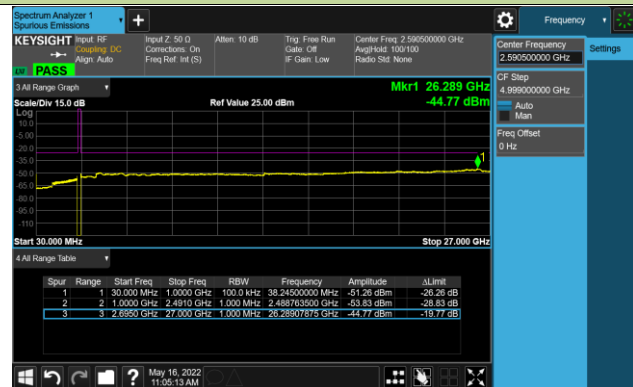 Spectrum Analyzer 1
Spurious Emissions
Frequency
KEYSIGHT
Input: RF
Coupling: DC
Align: Auto
Input Z: 50 Ω
Corrections: On
Freq Ref: Int (S)
Atten: 10 dB
Trig: Free Run
Gate: Off
IF Gain: Low
Center Freq: 2.590500000 GHz
Avg|Hold: 100/100
Radio Std: None
PASS
Center Frequency
2.590500000 GHz
Settings
CF Step
4.999000000 GHz
Auto
Man
Freq Offset
0 Hz
3 All Range Graph
Mkr1 26.289 GHz
Scale/Div 15.0 dB
Ref Value 25.00 dBm
-44.77 dBm
Log
10.0
-5.00
-20.0
-35.0
-50.0
-65.0
-80.0
-95.0
-110
1
Start 30.000 MHz
Stop 27.000 GHz
4 All Range Table
Spur Range Start Freq Stop Freq RBW Frequency Amplitude ΔLimit
1 1 30.000 MHz 1.0000 GHz 100.0 kHz 38.24500000 MHz -51.26 dBm -26.26 dB
2 2 1.0000 GHz 2.4910 GHz 1.000 MHz 2.488763500 GHz -53.83 dBm -28.83 dB
3 3 2.6950 GHz 27.000 GHz 1.000 MHz 26.28907875 GHz -44.77 dBm -19.77 dB
May 16, 2022
11:05:13 AM